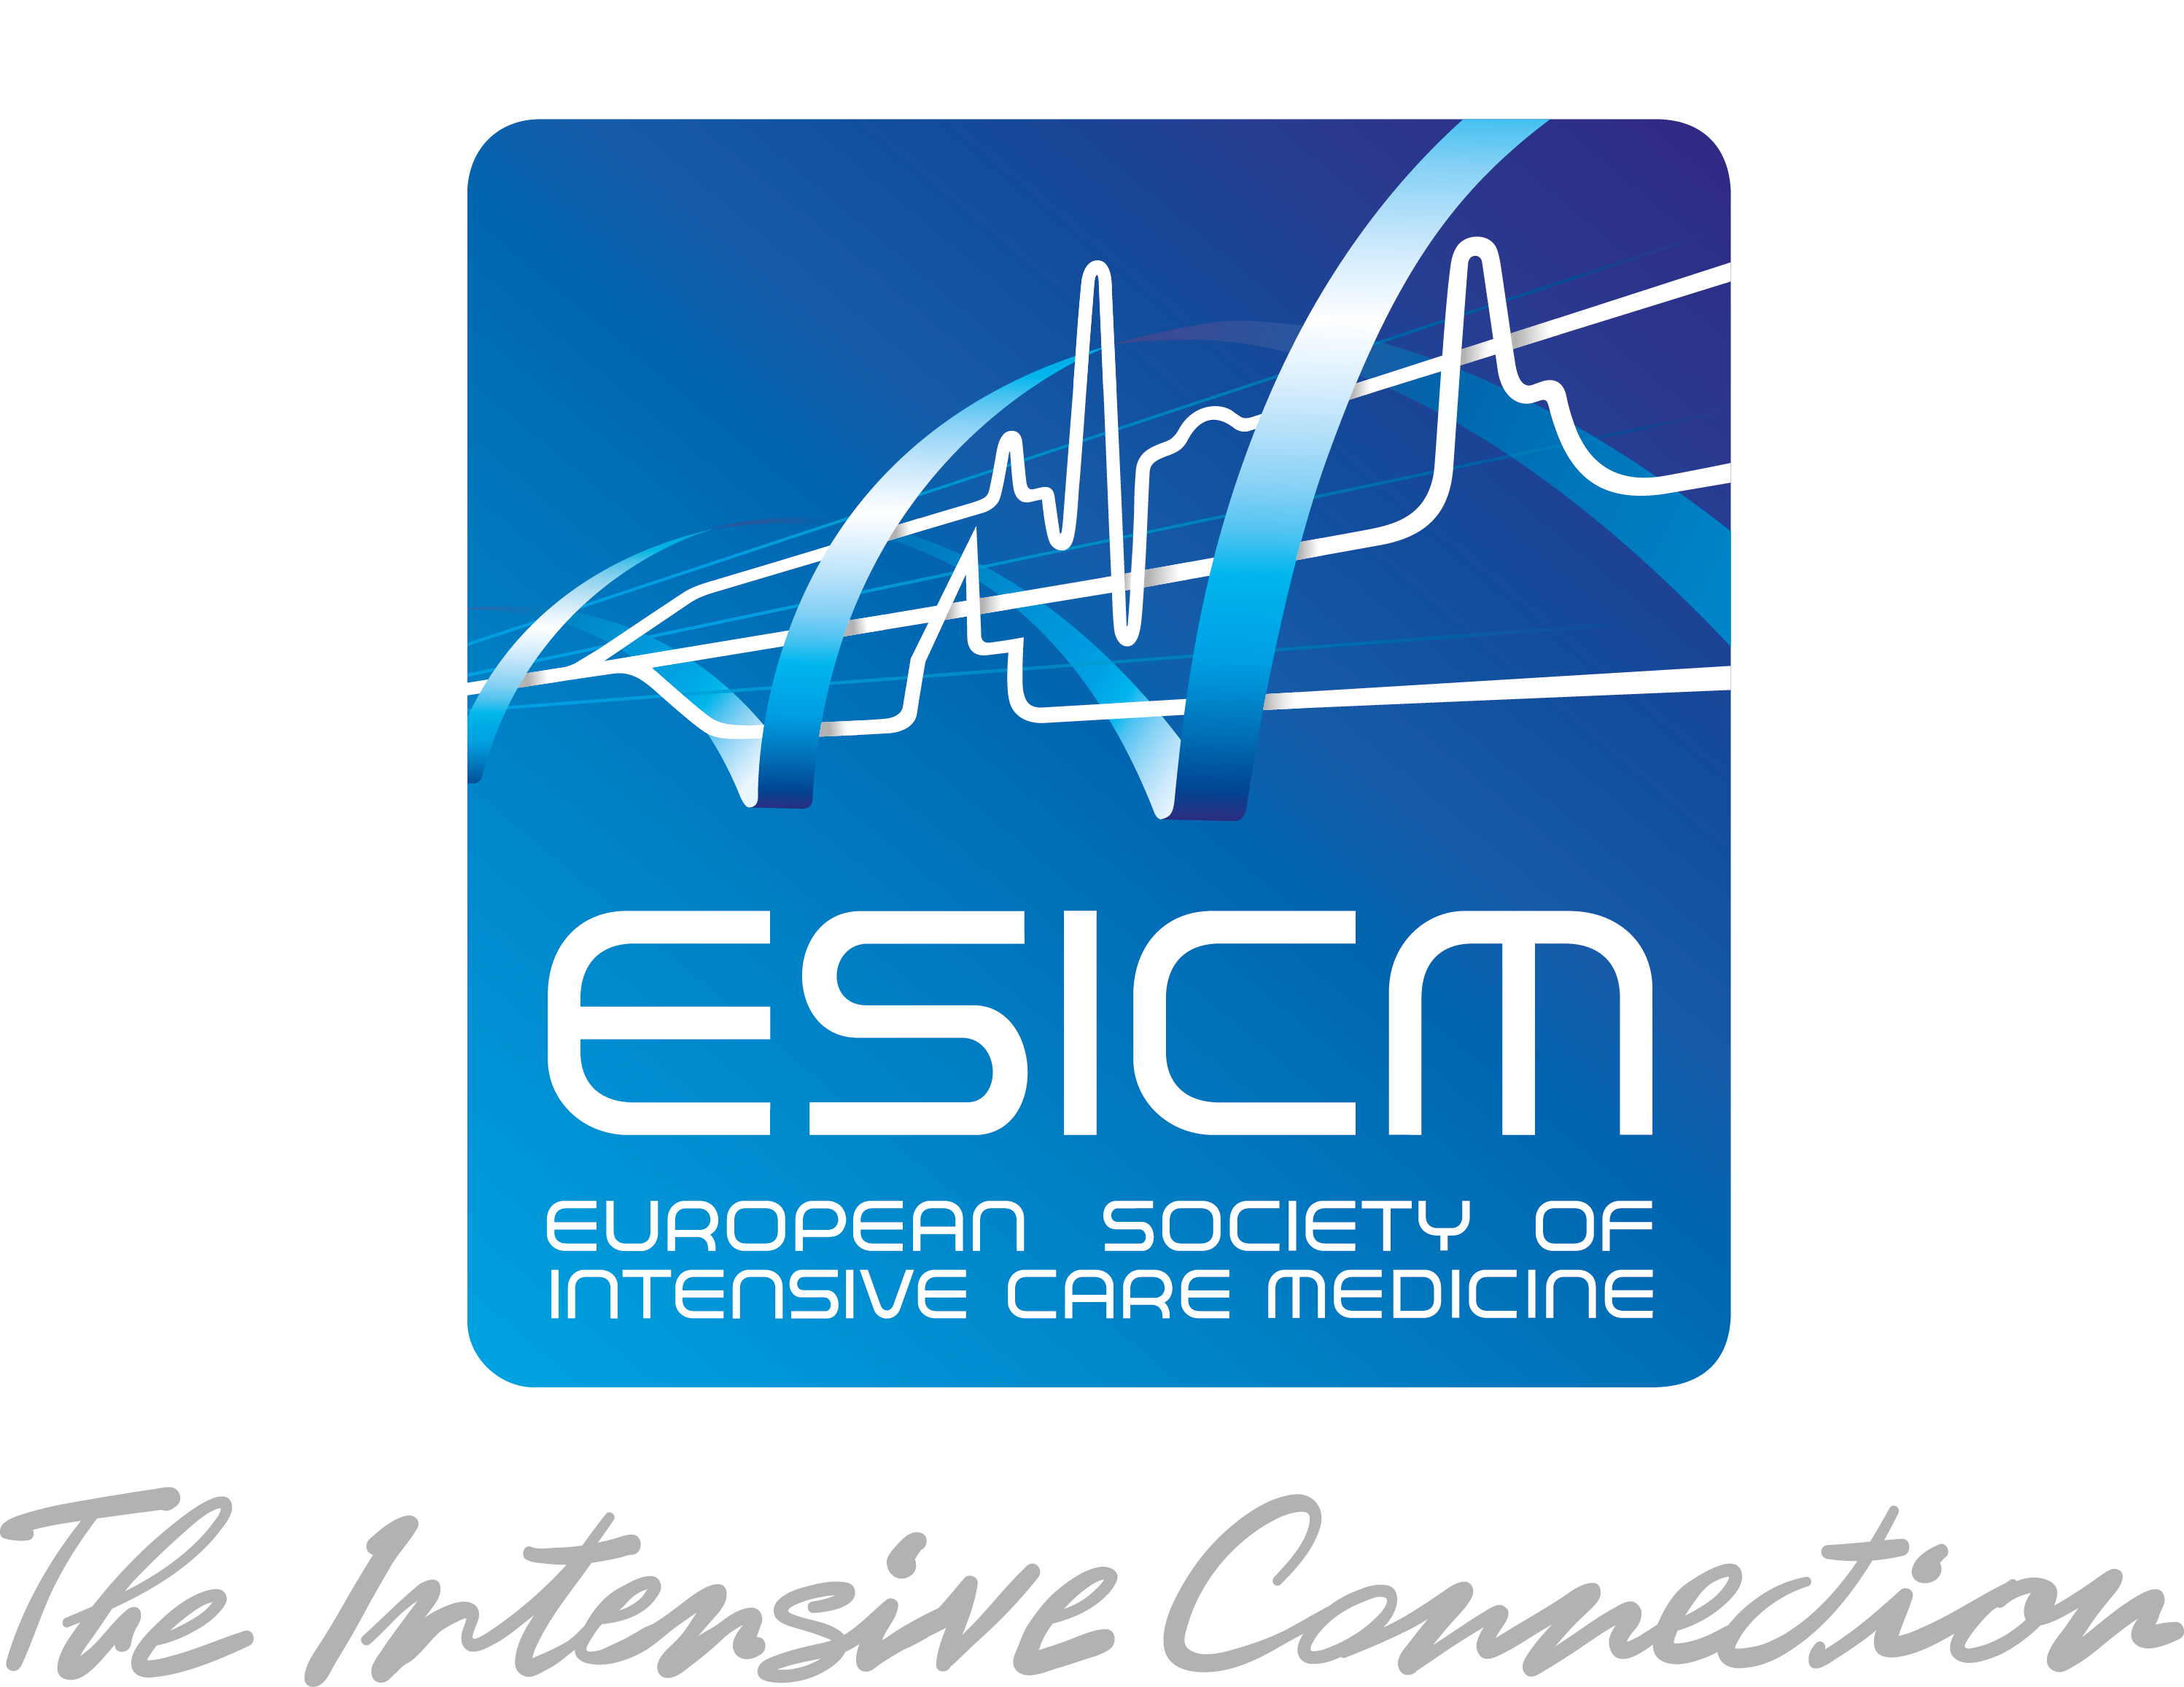 ESICM
EUROPEAN SOCIETY OF
INTENSIVE CARE MEDICINE
The Intensive Connection